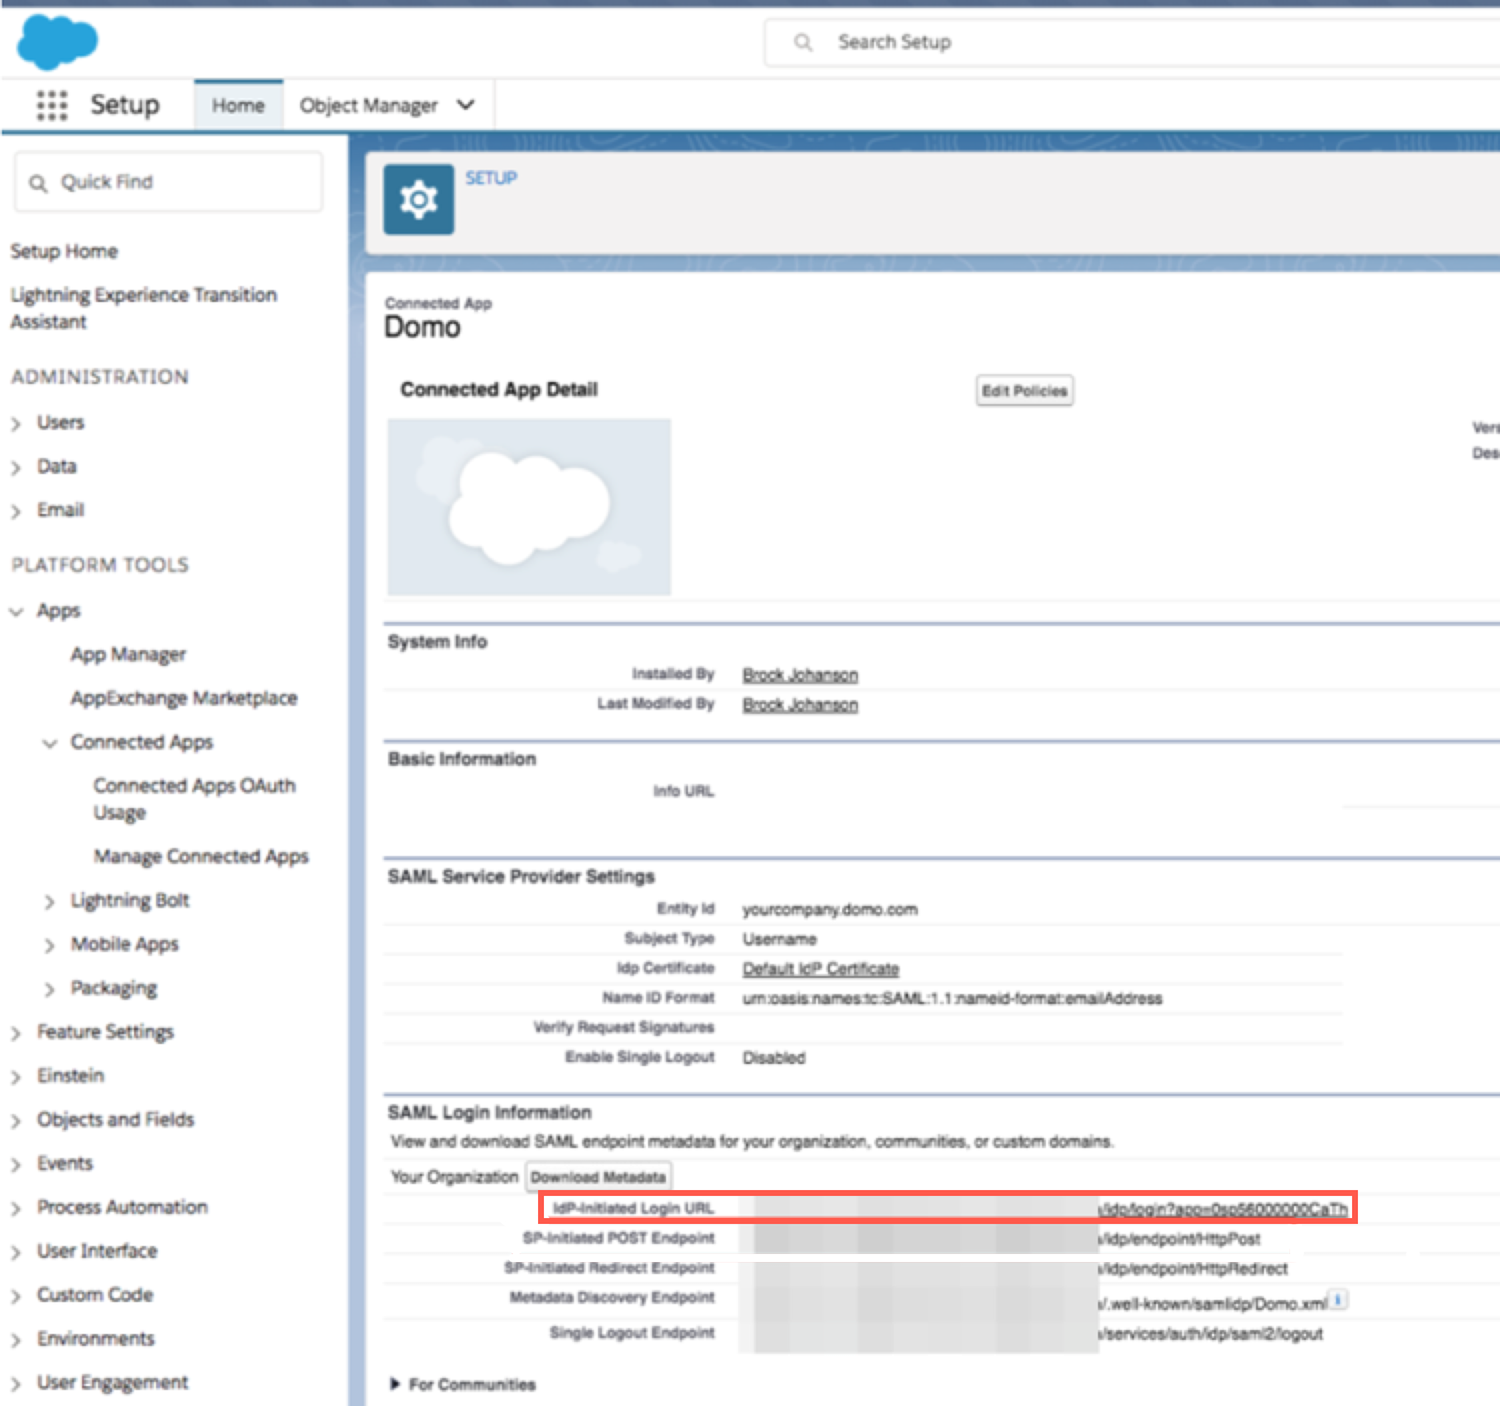 Search Setup
Setup
Home
Object Manager
Quick Find
Setup Home
Lightning Experience Transition
Assistant
ADMINISTRATION
Users
Data
Email
PLATFORM TOOLS
Apps
App Manager
AppExchange Marketplace
Connected Apps
Connected Apps OAuth
Usage
Manage Connected Apps
Lightning Bolt
Mobile Apps
Packaging
Feature Settings
Einstein
Objects and Fields
Events
Process Automation
User Interface
Custom Code
Environments
User Engagement
SETUP
Connected App
Domo
Connected App Detail
Edit Policies
Vers
Des
System Info
Installed By Brock Johanson
Last Modified By Brock Johanson
Basic Information
Info URL
SAML Service Provider Settings
Entity Id yourcompany.domo.com
Subject Type Username
Idp Certificate Default IdP Certificate
Name ID Format urn:oasis:names:tc:SAML:1.1:nameid-format:emailAddress
Verify Request Signatures
Enable Single Logout Disabled
SAML Login Information
View and download SAML endpoint metadata for your organization, communities, or custom domains.
Your Organization Download Metadata
IdP-Initiated Login URL /idp/login?app=0sp56000000CaTh
SP-Initiated POST Endpoint /idp/endpoint/HttpPost
SP-Initiated Redirect Endpoint /idp/endpoint/HttpRedirect
Metadata Discovery Endpoint /.well-known/samlidp/Domo.xml i
Single Logout Endpoint /services/auth/idp/saml2/logout
For Communities